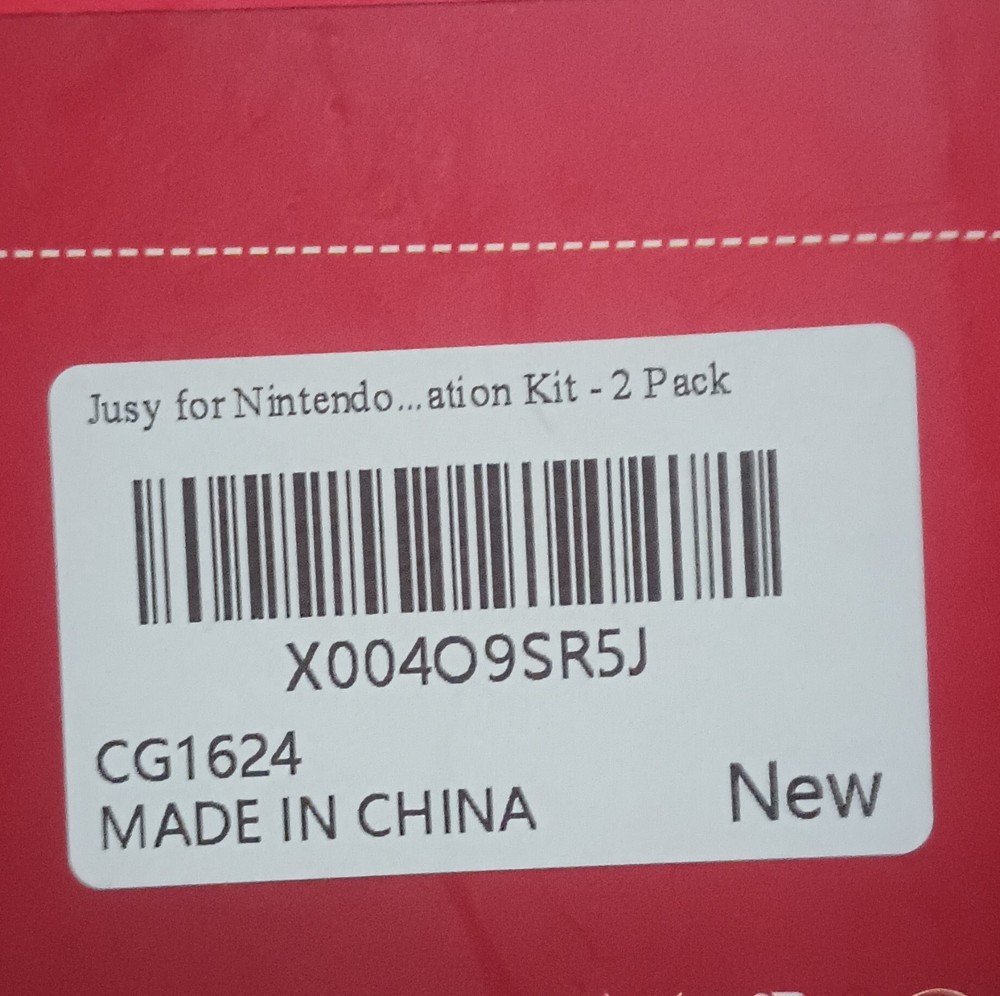 Jusy for Nintendo...ation Kit - 2 Pack
X004O9SR5J
CG1624
MADE IN CHINA
New